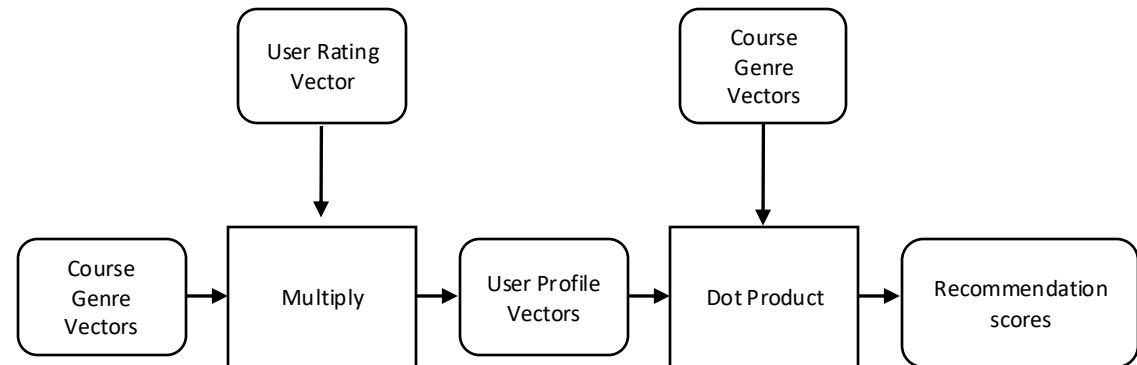 User Rating
Vector
Course
Genre
Vectors
Course
Genre
Vectors
Multiply
User Profile
Vectors
Dot Product
Recommendation
scores